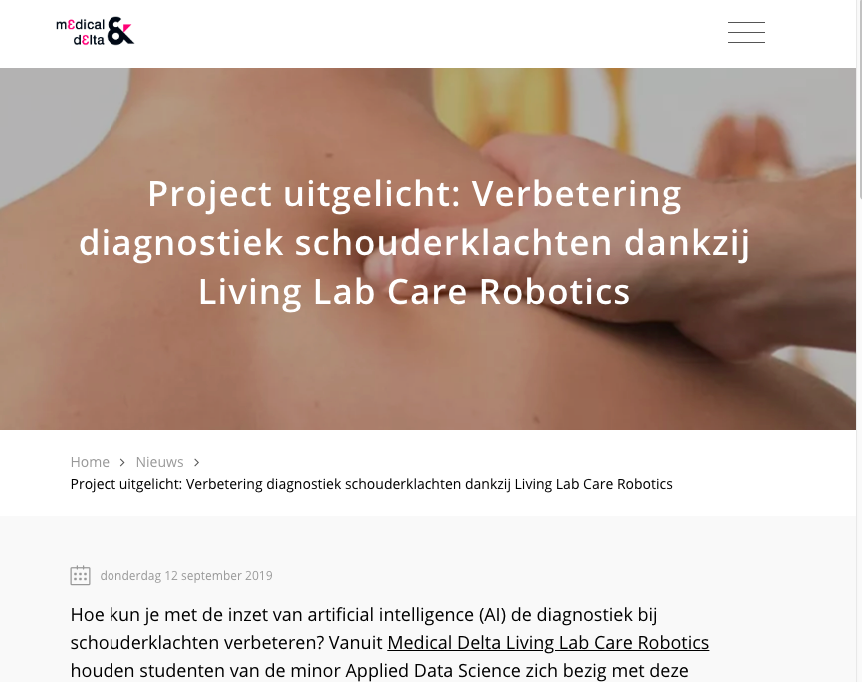 mɛdical
dɛlta &
Project uitgelicht: Verbetering
diagnostiek schouderklachten dankzij
Living Lab Care Robotics
Home > Nieuws >
Project uitgelicht: Verbetering diagnostiek schouderklachten dankzij Living Lab Care Robotics
donderdag 12 september 2019
Hoe kun je met de inzet van artificial intelligence (AI) de diagnostiek bij
schouderklachten verbeteren? Vanuit Medical Delta Living Lab Care Robotics
houden studenten van de minor Applied Data Science zich bezig met deze